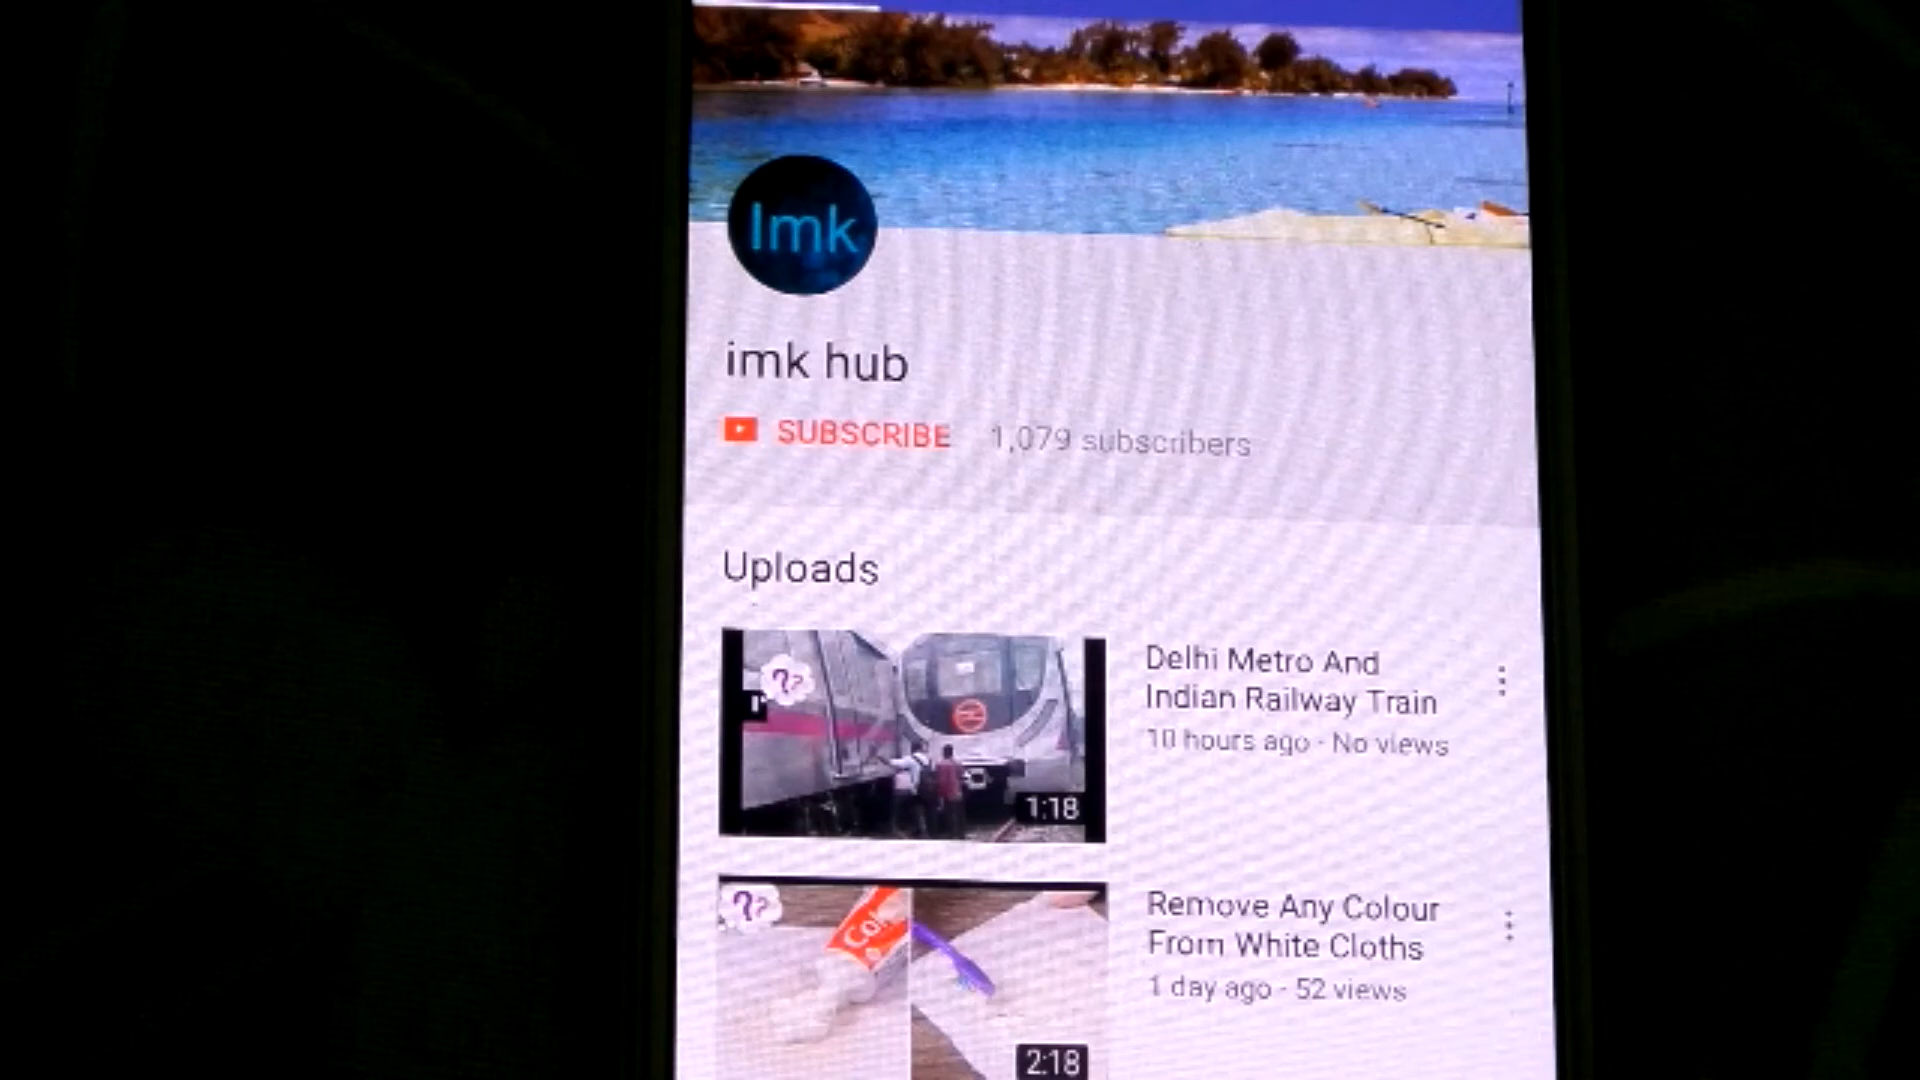 Imk
imk hub
SUBSCRIBE 1,079 subscribers
Uploads
??
1:18
Delhi Metro And
Indian Railway Train
10 hours ago · No views
??
Col
2:18
Remove Any Colour
From White Cloths
1 day ago · 52 views